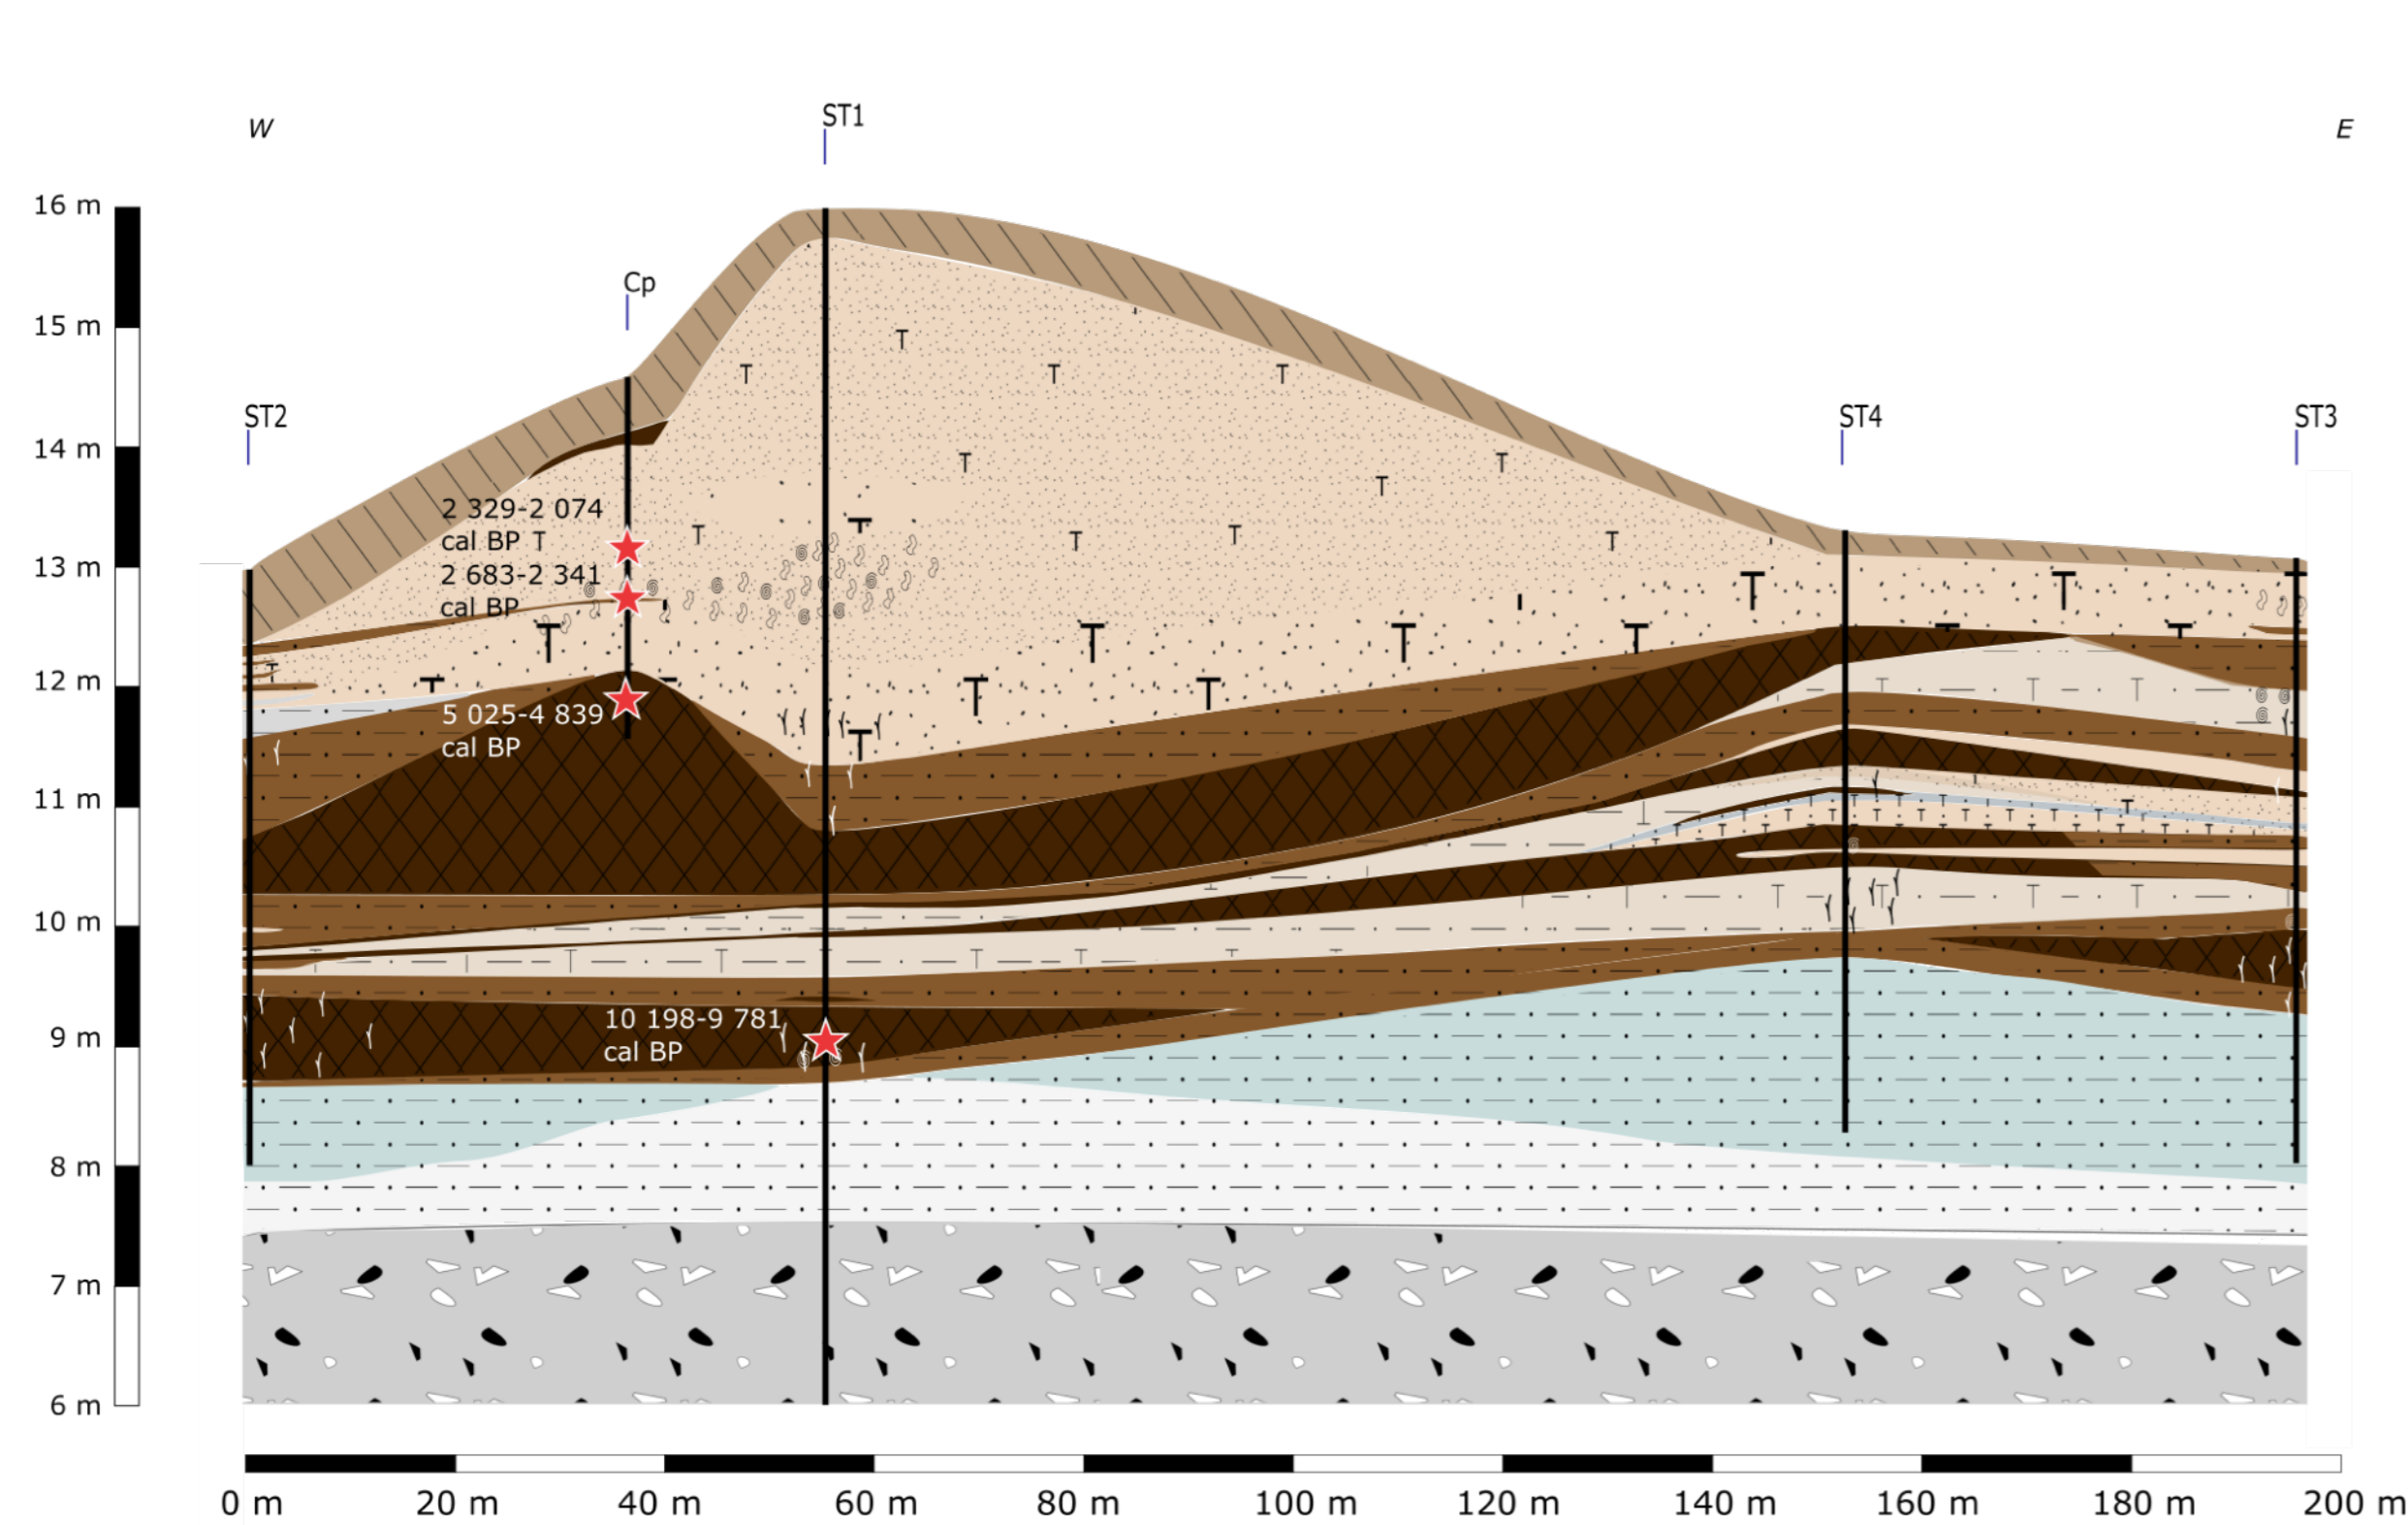 ST1
W
E
16 m
Cp
15 m
ST2
ST4
ST3
14 m
2 329-2 074
cal BP T
13 m
2 683-2 341
cal BP
12 m
5 025-4 839
cal BP
11 m
10 m
10 198-9 781
cal BP
9 m
8 m
7 m
6 m
0 m 20 m 40 m 60 m 80 m 100 m 120 m 140 m 160 m 180 m 200 m